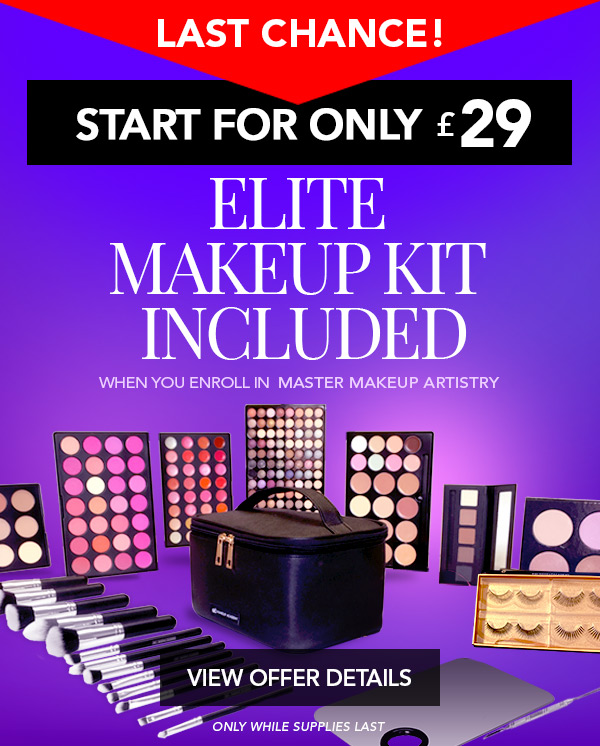 LAST CHANCE!
START FOR ONLY £29
ELITE
MAKEUP KIT
INCLUDED
WHEN YOU ENROLL IN MASTER MAKEUP ARTISTRY
VIEW OFFER DETAILS
ONLY WHILE SUPPLIES LAST